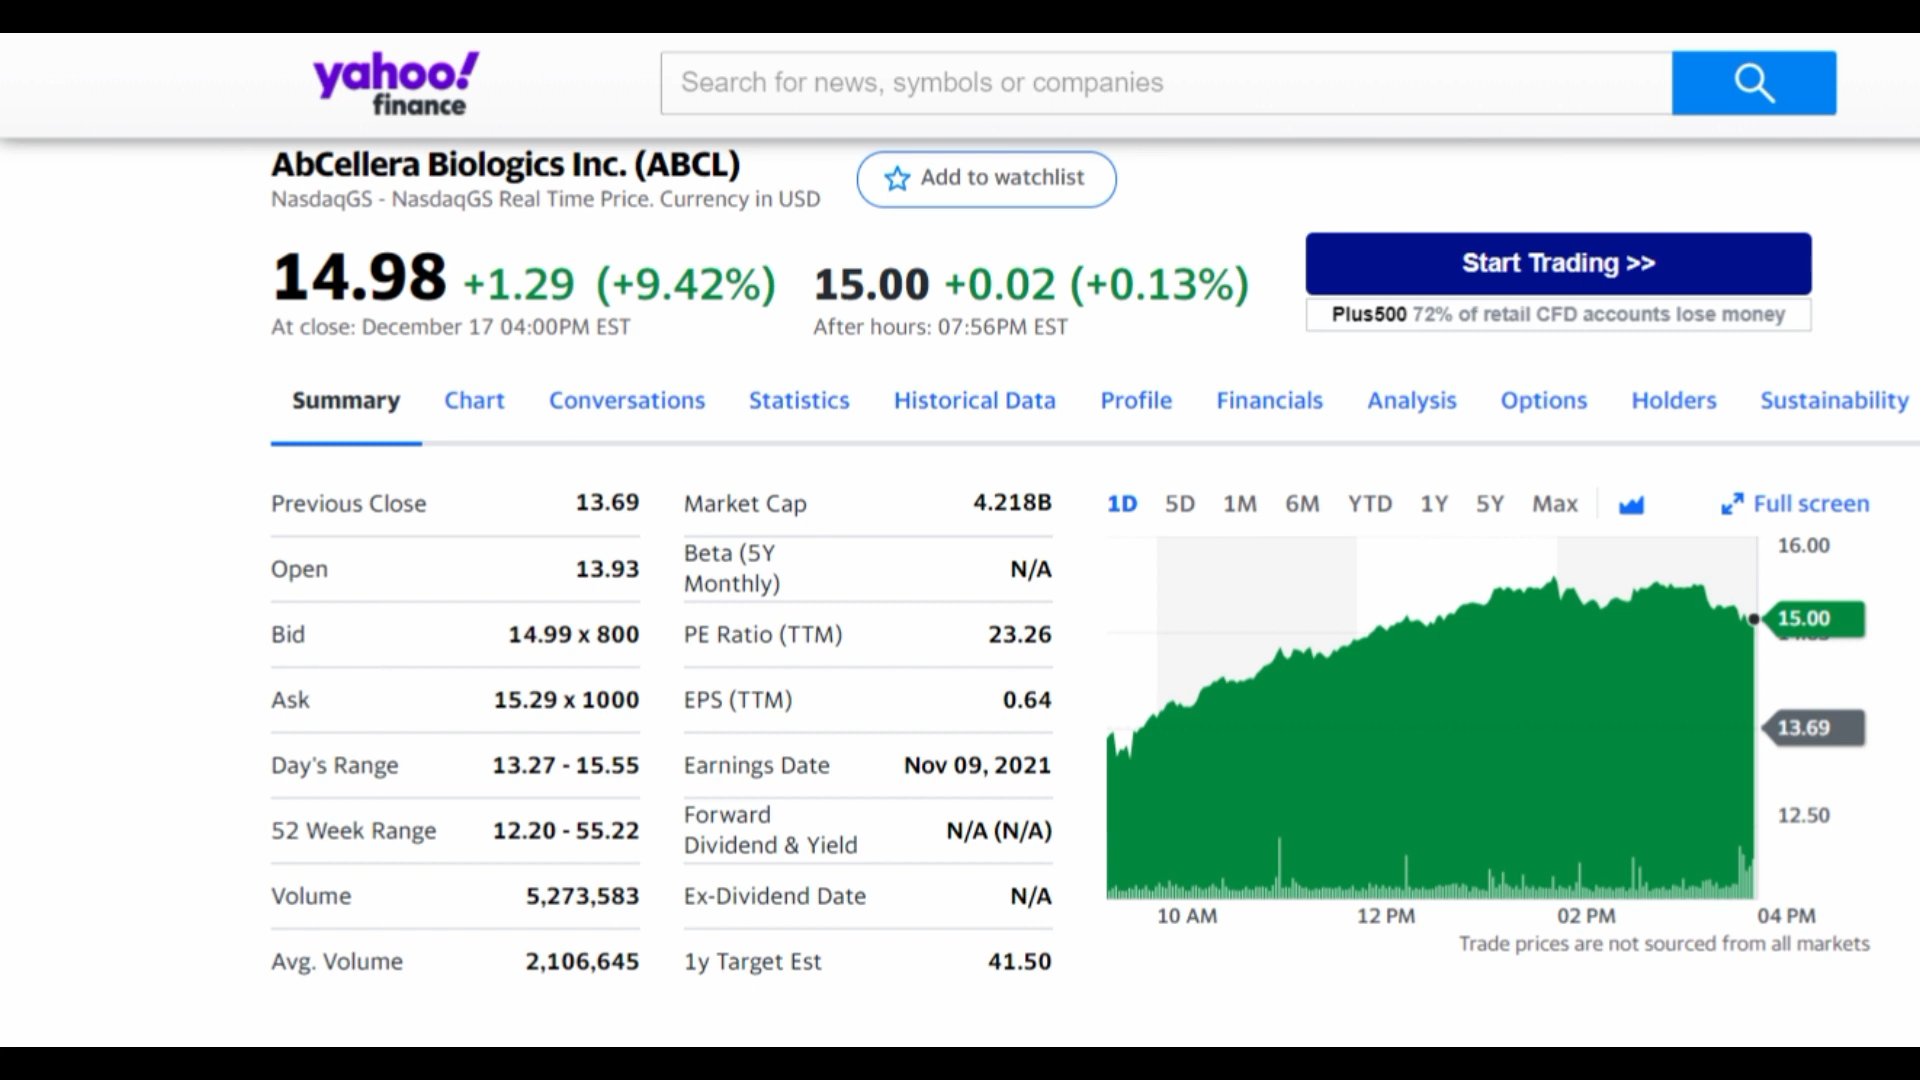 yahoo!
finance
Search for news, symbols or companies
AbCellera Biologics Inc. (ABCL)
NasdaqGS - NasdaqGS Real Time Price. Currency in USD
Add to watchlist
14.98 +1.29 (+9.42%)
At close: December 17 04:00PM EST
15.00 +0.02 (+0.13%)
After hours: 07:56PM EST
Start Trading >>
Plus500 72% of retail CFD accounts lose money
Summary Chart Conversations Statistics Historical Data Profile Financials Analysis Options Holders Sustainability
Previous Close 13.69
Open 13.93
Bid 14.99 x 800
Ask 15.29 x 1000
Day's Range 13.27 - 15.55
52 Week Range 12.20 - 55.22
Volume 5,273,583
Avg. Volume 2,106,645
Market Cap 4.218B
Beta (5Y
Monthly) N/A
PE Ratio (TTM) 23.26
EPS (TTM) 0.64
Earnings Date Nov 09, 2021
Forward
Dividend & Yield N/A (N/A)
Ex-Dividend Date N/A
1y Target Est 41.50
1D 5D 1M 6M YTD 1Y 5Y Max Full screen
16.00
15.00
13.69
12.50
10 AM 12 PM 02 PM 04 PM
Trade prices are not sourced from all markets